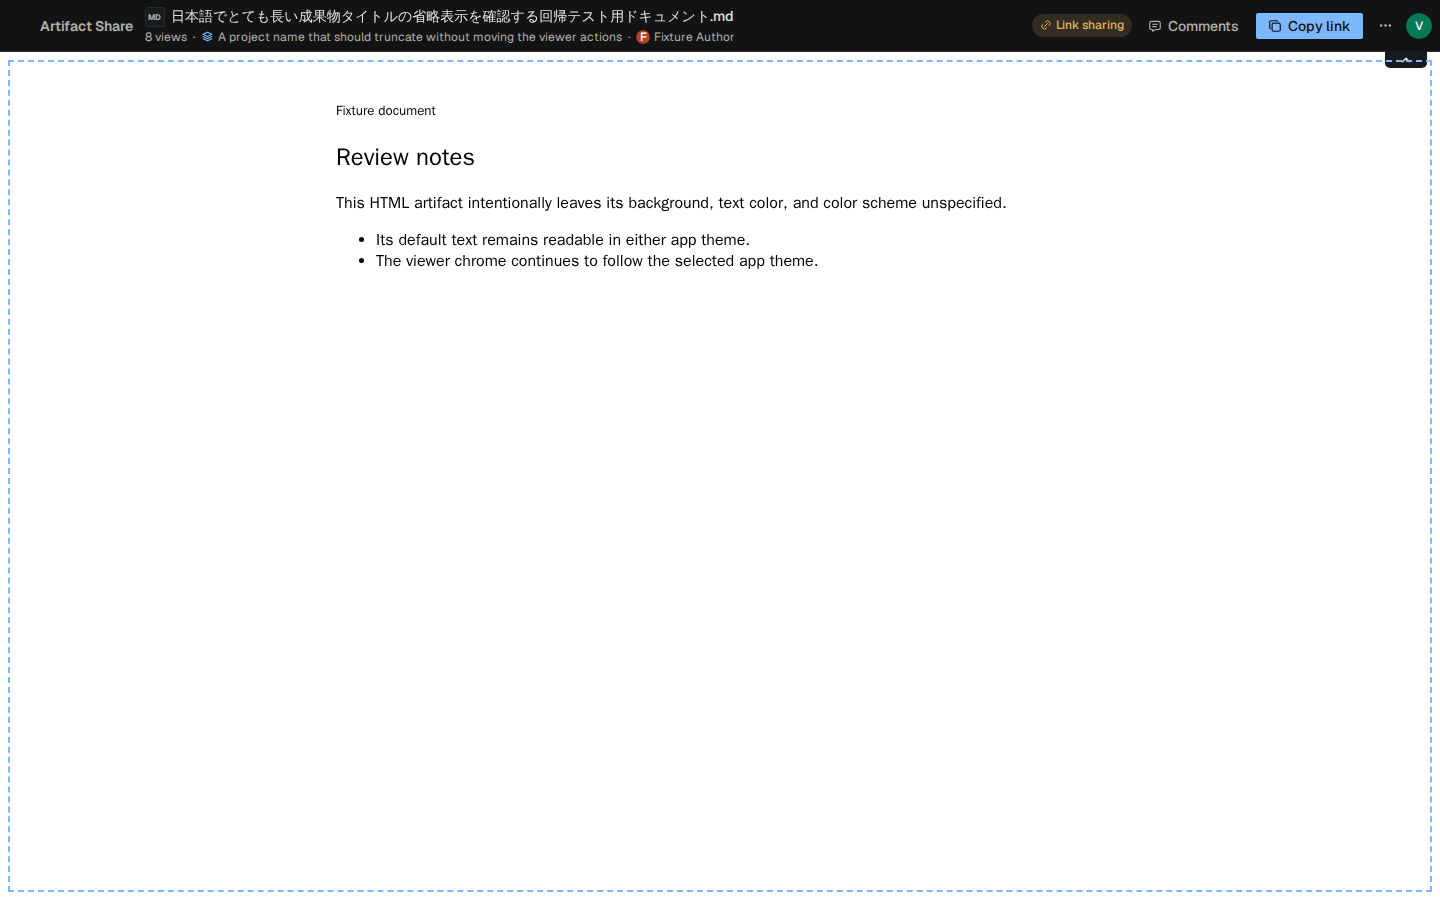 Artifact Share
MD 日本語でとても長い成果物タイトルの省略表示を確認する回帰テスト用ドキュメント.md
8 views · A project name that should truncate without moving the viewer actions · F Fixture Author
Link sharing
Comments
Copy link
V
Fixture document
Review notes
This HTML artifact intentionally leaves its background, text color, and color scheme unspecified.
• Its default text remains readable in either app theme.
• The viewer chrome continues to follow the selected app theme.